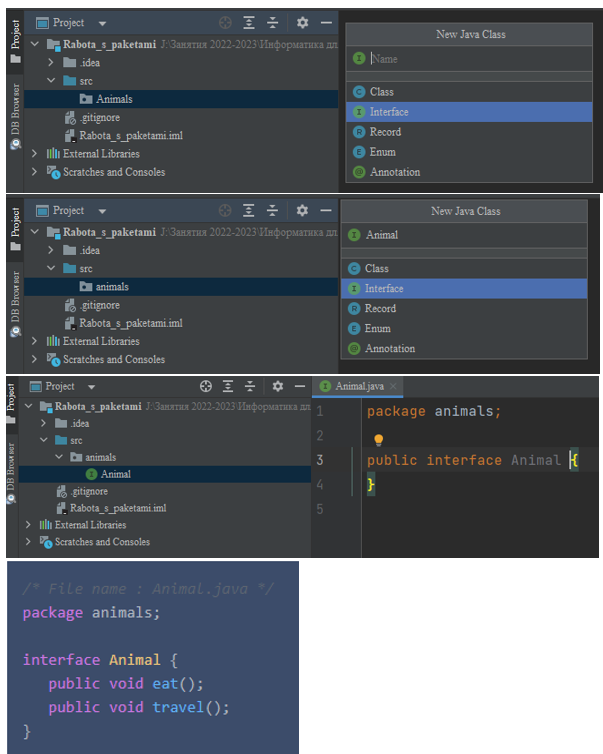 Project
New Java Class
Project
Rabota_s_paketami J:\Занятия 2022-2023\Информатика дл
Name
.idea
src
Class
Animals
Interface
DB Browser
.gitignore
Record
Rabota_s_paketami.iml
Enum
External Libraries
Annotation
Scratches and Consoles
Project
New Java Class
Project
Rabota_s_paketami J:\Занятия 2022-2023\Информатика дл
Animal
.idea
src
Class
animals
Interface
DB Browser
.gitignore
Record
Rabota_s_paketami.iml
Enum
External Libraries
Annotation
Scratches and Consoles
Project
Animal.java
Project
Rabota_s_paketami J:\Занятия 2022-2023\Информатика дл
1 package animals;
.idea
src
2
animals
3 public interface Animal {
Animal
DB Browser
.gitignore
4 }
Rabota_s_paketami.iml
5
External Libraries
Scratches and Consoles
/* File name : Animal.java */
package animals;
interface Animal {
public void eat();
public void travel();
}